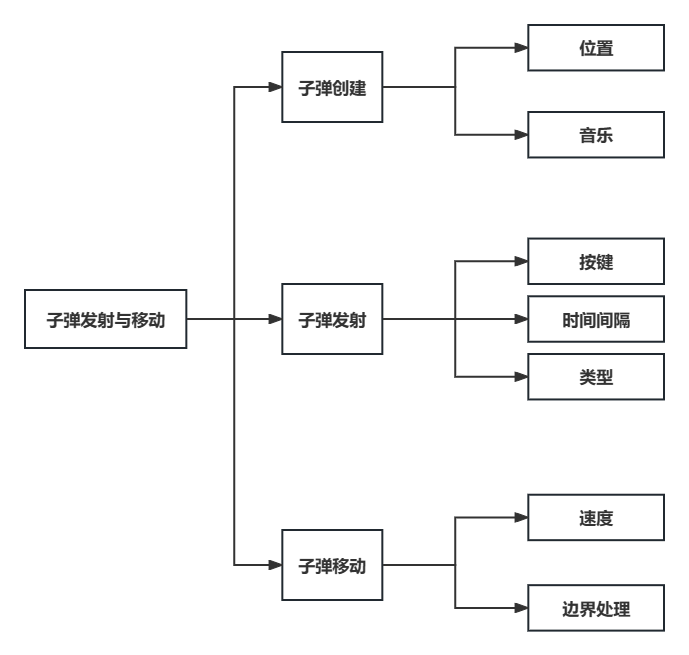 子弹发射与移动
子弹创建
位置
音乐
子弹发射
按键
时间间隔
类型
子弹移动
速度
边界处理